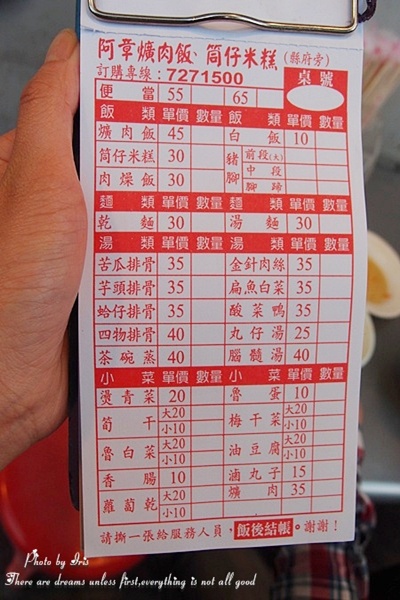 阿章爌肉飯、筒仔米糕(縣府旁)
訂購專線：7271500
桌號
便當 55 65
飯類 單價 數量 飯類 單價 數量
爌肉飯 45 白飯 10
筒仔米糕 30 豬腳 前段(大)
中段
肉燥飯 30 腳蹄
麵類 單價 數量 麵類 單價 數量
乾麵 30 湯麵 30
湯類 單價 數量 湯類 單價 數量
苦瓜排骨 35 金針肉絲 35
芋頭排骨 35 扁魚白菜 35
蛤仔排骨 35 酸菜鴨 35
四物排骨 40 丸仔湯 25
茶碗蒸 40 腦髓湯 40
小菜 單價 數量 小菜 單價 數量
燙青菜 20 魯蛋 10
筍干 大20 小10 梅干菜 大20 小10
魯白菜 大20 小10 油豆腐 大20 小10
香腸 10 滷丸子 15
蘿蔔乾 大20 小10 爌肉 35
請撕一張給服務人員，飯後結帳。謝謝！
Photo by Iris
There are dreams unless first,everything is not all good